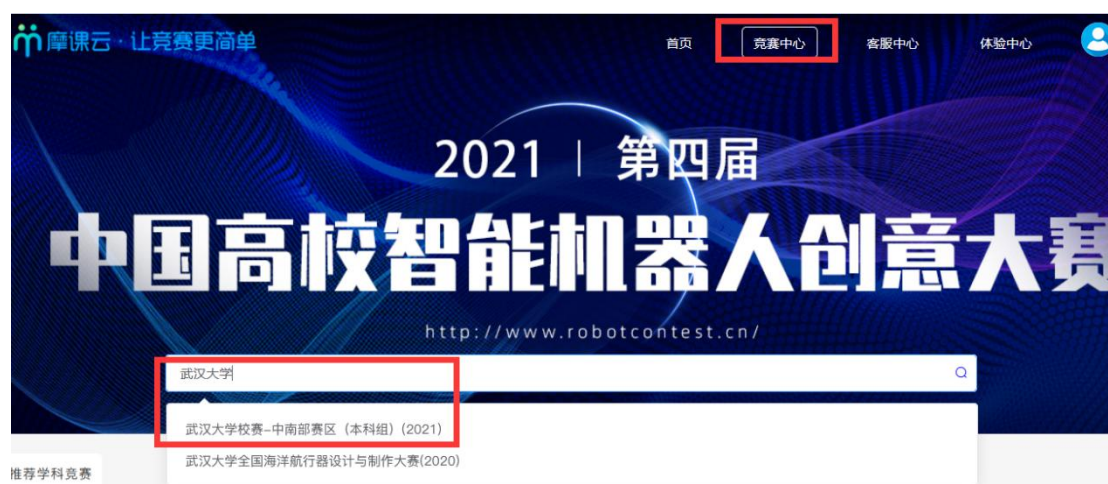 摩课云·让竞赛更简单
首页 竞赛中心 客服中心 体验中心
2021 | 第四届
中国高校智能机器人创意大赛
http://www.robotcontest.cn/
武汉大学
武汉大学校赛-中南部赛区（本科组）(2021)
武汉大学全国海洋航行器设计与制作大赛(2020)
推荐学科竞赛